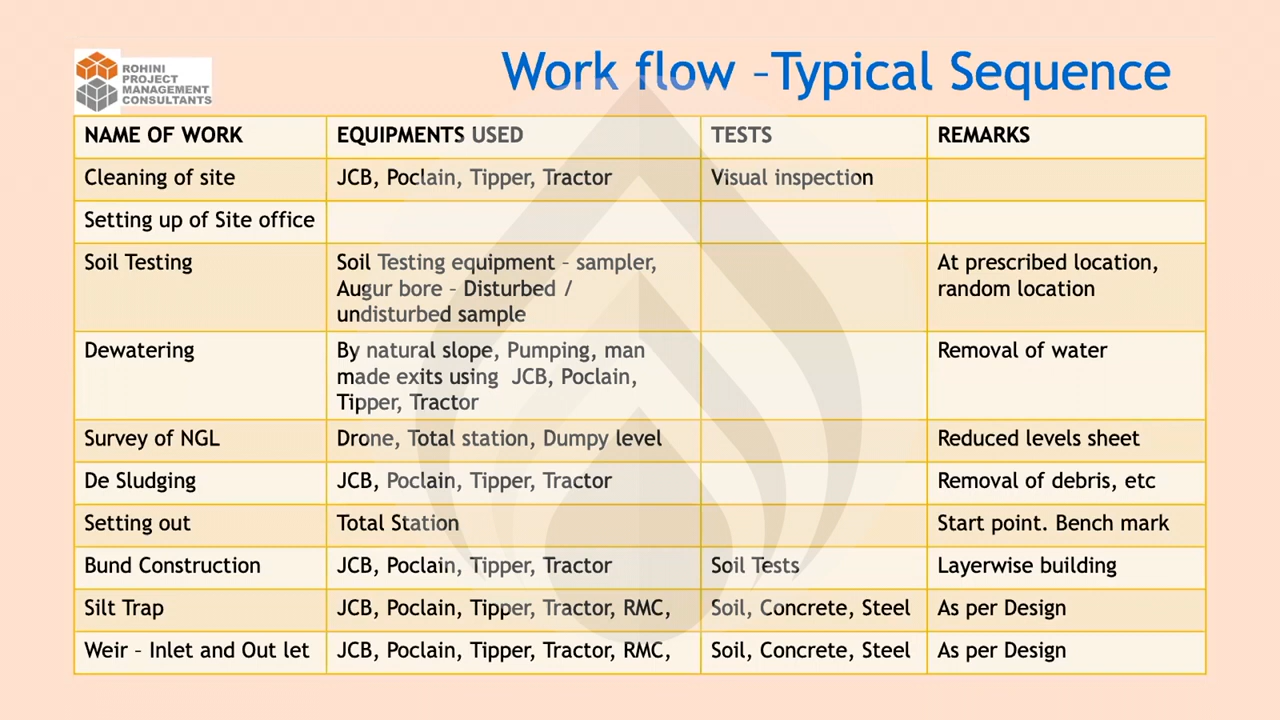 ROHINI
PROJECT
MANAGEMENT
CONSULTANTS
Work flow –Typical Sequence
NAME OF WORK EQUIPMENTS USED TESTS REMARKS
Cleaning of site JCB, Poclain, Tipper, Tractor Visual inspection
Setting up of Site office
Soil Testing Soil Testing equipment – sampler, At prescribed location,
Augur bore – Disturbed / random location
undisturbed sample
Dewatering By natural slope, Pumping, man Removal of water
made exits using JCB, Poclain,
Tipper, Tractor
Survey of NGL Drone, Total station, Dumpy level Reduced levels sheet
De Sludging JCB, Poclain, Tipper, Tractor Removal of debris, etc
Setting out Total Station Start point. Bench mark
Bund Construction JCB, Poclain, Tipper, Tractor Soil Tests Layerwise building
Silt Trap JCB, Poclain, Tipper, Tractor, RMC, Soil, Concrete, Steel As per Design
Weir – Inlet and Out let JCB, Poclain, Tipper, Tractor, RMC, Soil, Concrete, Steel As per Design